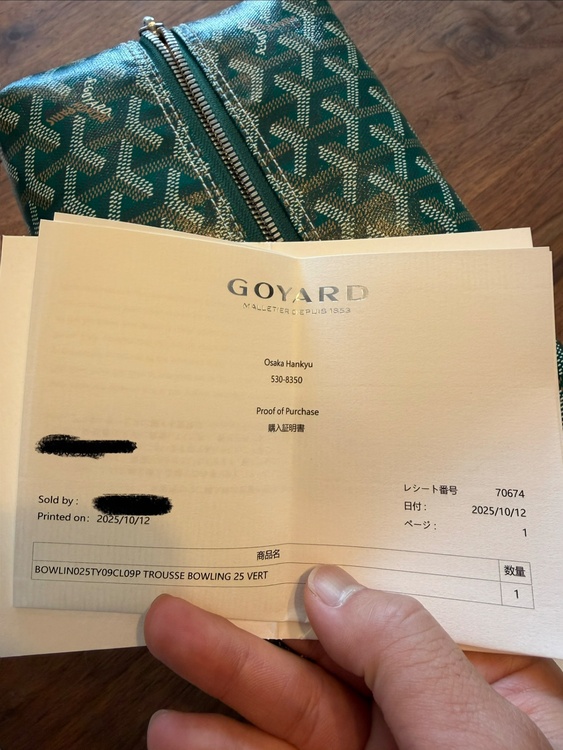 GOYARD
MALLETIER DEPUIS 1853
Osaka Hankyu
530-8350
Proof of Purchase
購入証明書
レシート番号 70674
Sold by :
日付 : 2025/10/12
Printed on : 2025/10/12
ページ : 1
商品名 数量
BOWLIN025TY09CL09P TROUSSE BOWLING 25 VERT 1